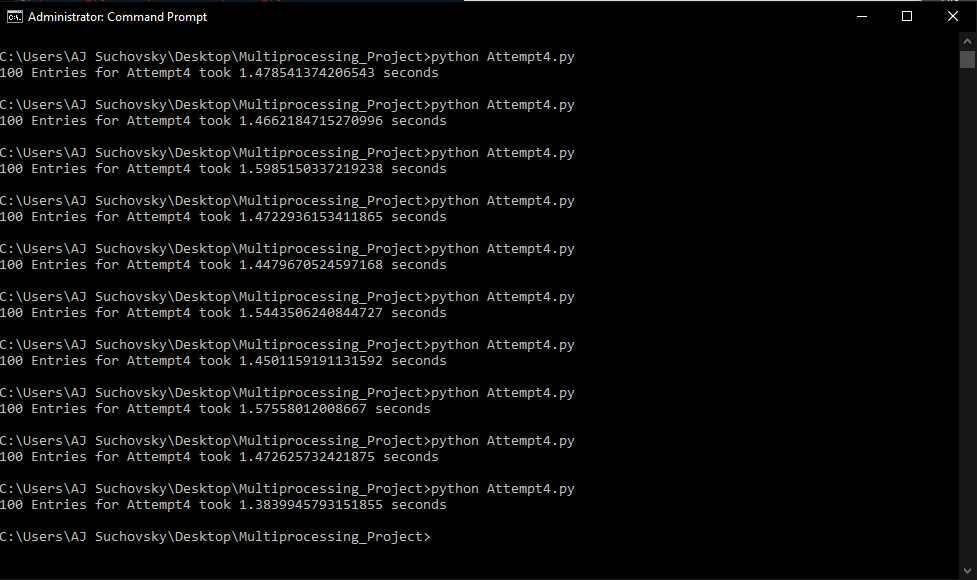 Administrator: Command Prompt
C:\Users\AJ Suchovsky\Desktop\Multiprocessing_Project>python Attempt4.py
100 Entries for Attempt4 took 1.478541374206543 seconds
C:\Users\AJ Suchovsky\Desktop\Multiprocessing_Project>python Attempt4.py
100 Entries for Attempt4 took 1.4662184715270996 seconds
C:\Users\AJ Suchovsky\Desktop\Multiprocessing_Project>python Attempt4.py
100 Entries for Attempt4 took 1.5985150337219238 seconds
C:\Users\AJ Suchovsky\Desktop\Multiprocessing_Project>python Attempt4.py
100 Entries for Attempt4 took 1.4722936153411865 seconds
C:\Users\AJ Suchovsky\Desktop\Multiprocessing_Project>python Attempt4.py
100 Entries for Attempt4 took 1.4479670524597168 seconds
C:\Users\AJ Suchovsky\Desktop\Multiprocessing_Project>python Attempt4.py
100 Entries for Attempt4 took 1.5443506240844727 seconds
C:\Users\AJ Suchovsky\Desktop\Multiprocessing_Project>python Attempt4.py
100 Entries for Attempt4 took 1.4501159191131592 seconds
C:\Users\AJ Suchovsky\Desktop\Multiprocessing_Project>python Attempt4.py
100 Entries for Attempt4 took 1.57558012008667 seconds
C:\Users\AJ Suchovsky\Desktop\Multiprocessing_Project>python Attempt4.py
100 Entries for Attempt4 took 1.472625732421875 seconds
C:\Users\AJ Suchovsky\Desktop\Multiprocessing_Project>python Attempt4.py
100 Entries for Attempt4 took 1.3839945793151855 seconds
C:\Users\AJ Suchovsky\Desktop\Multiprocessing_Project>